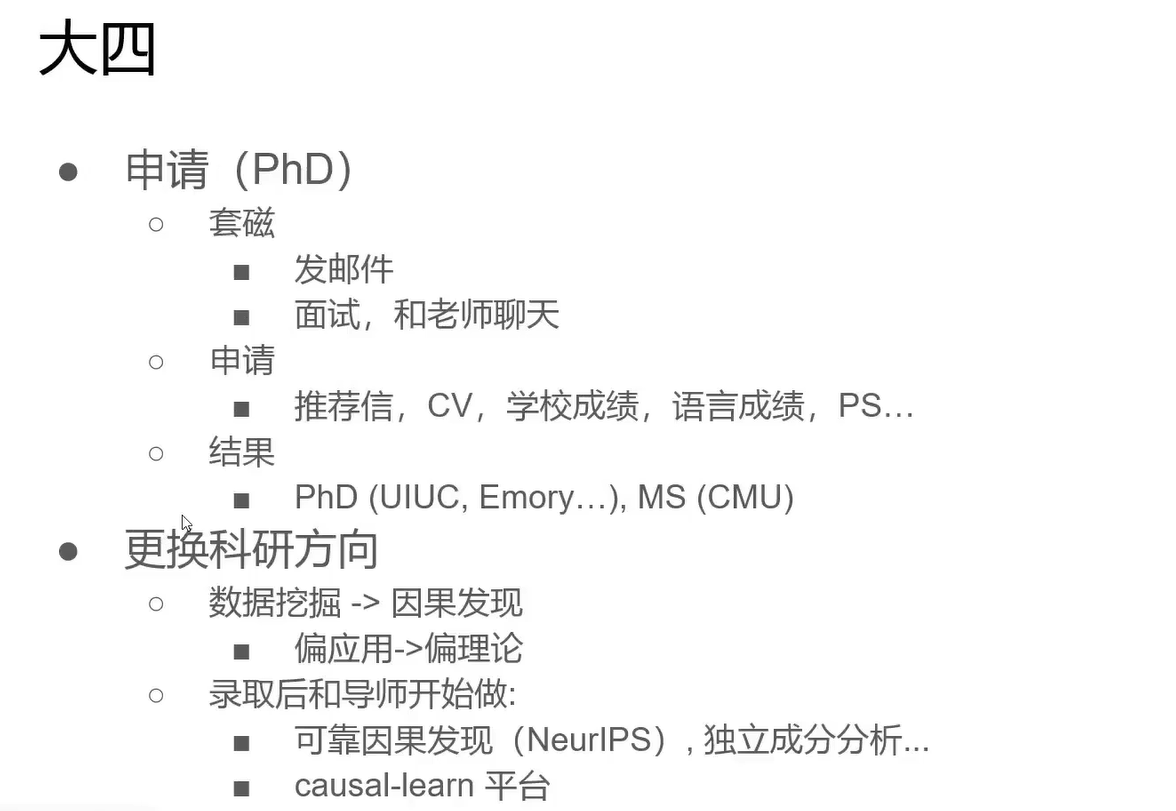 大四
申请（PhD）
套磁
发邮件
面试，和老师聊天
申请
推荐信，CV，学校成绩，语言成绩，PS…
结果
PhD (UIUC, Emory…), MS (CMU)
更换科研方向
数据挖掘 -> 因果发现
偏应用->偏理论
录取后和导师开始做:
可靠因果发现（NeurIPS）, 独立成分分析...
causal-learn 平台